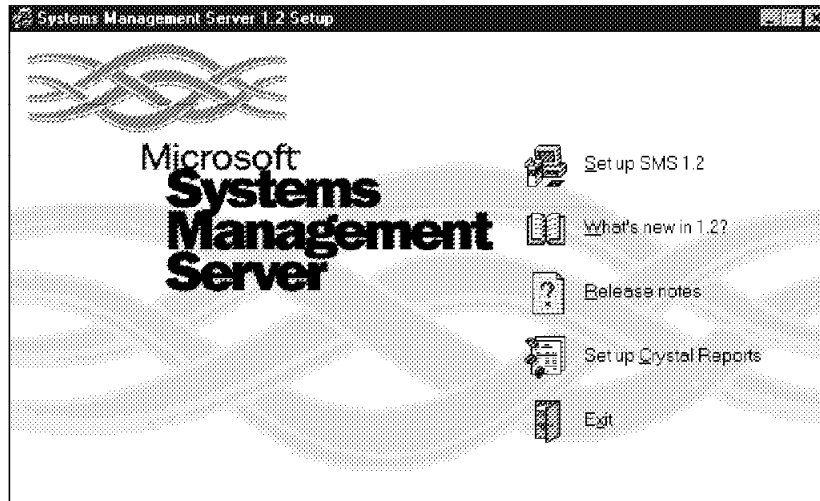 Systems Management Server 1.2 Setup
Microsoft
Systems
Management
Server
Set up SMS 1.2
What's new in 1.2?
Release notes
Set up Crystal Reports
Exit